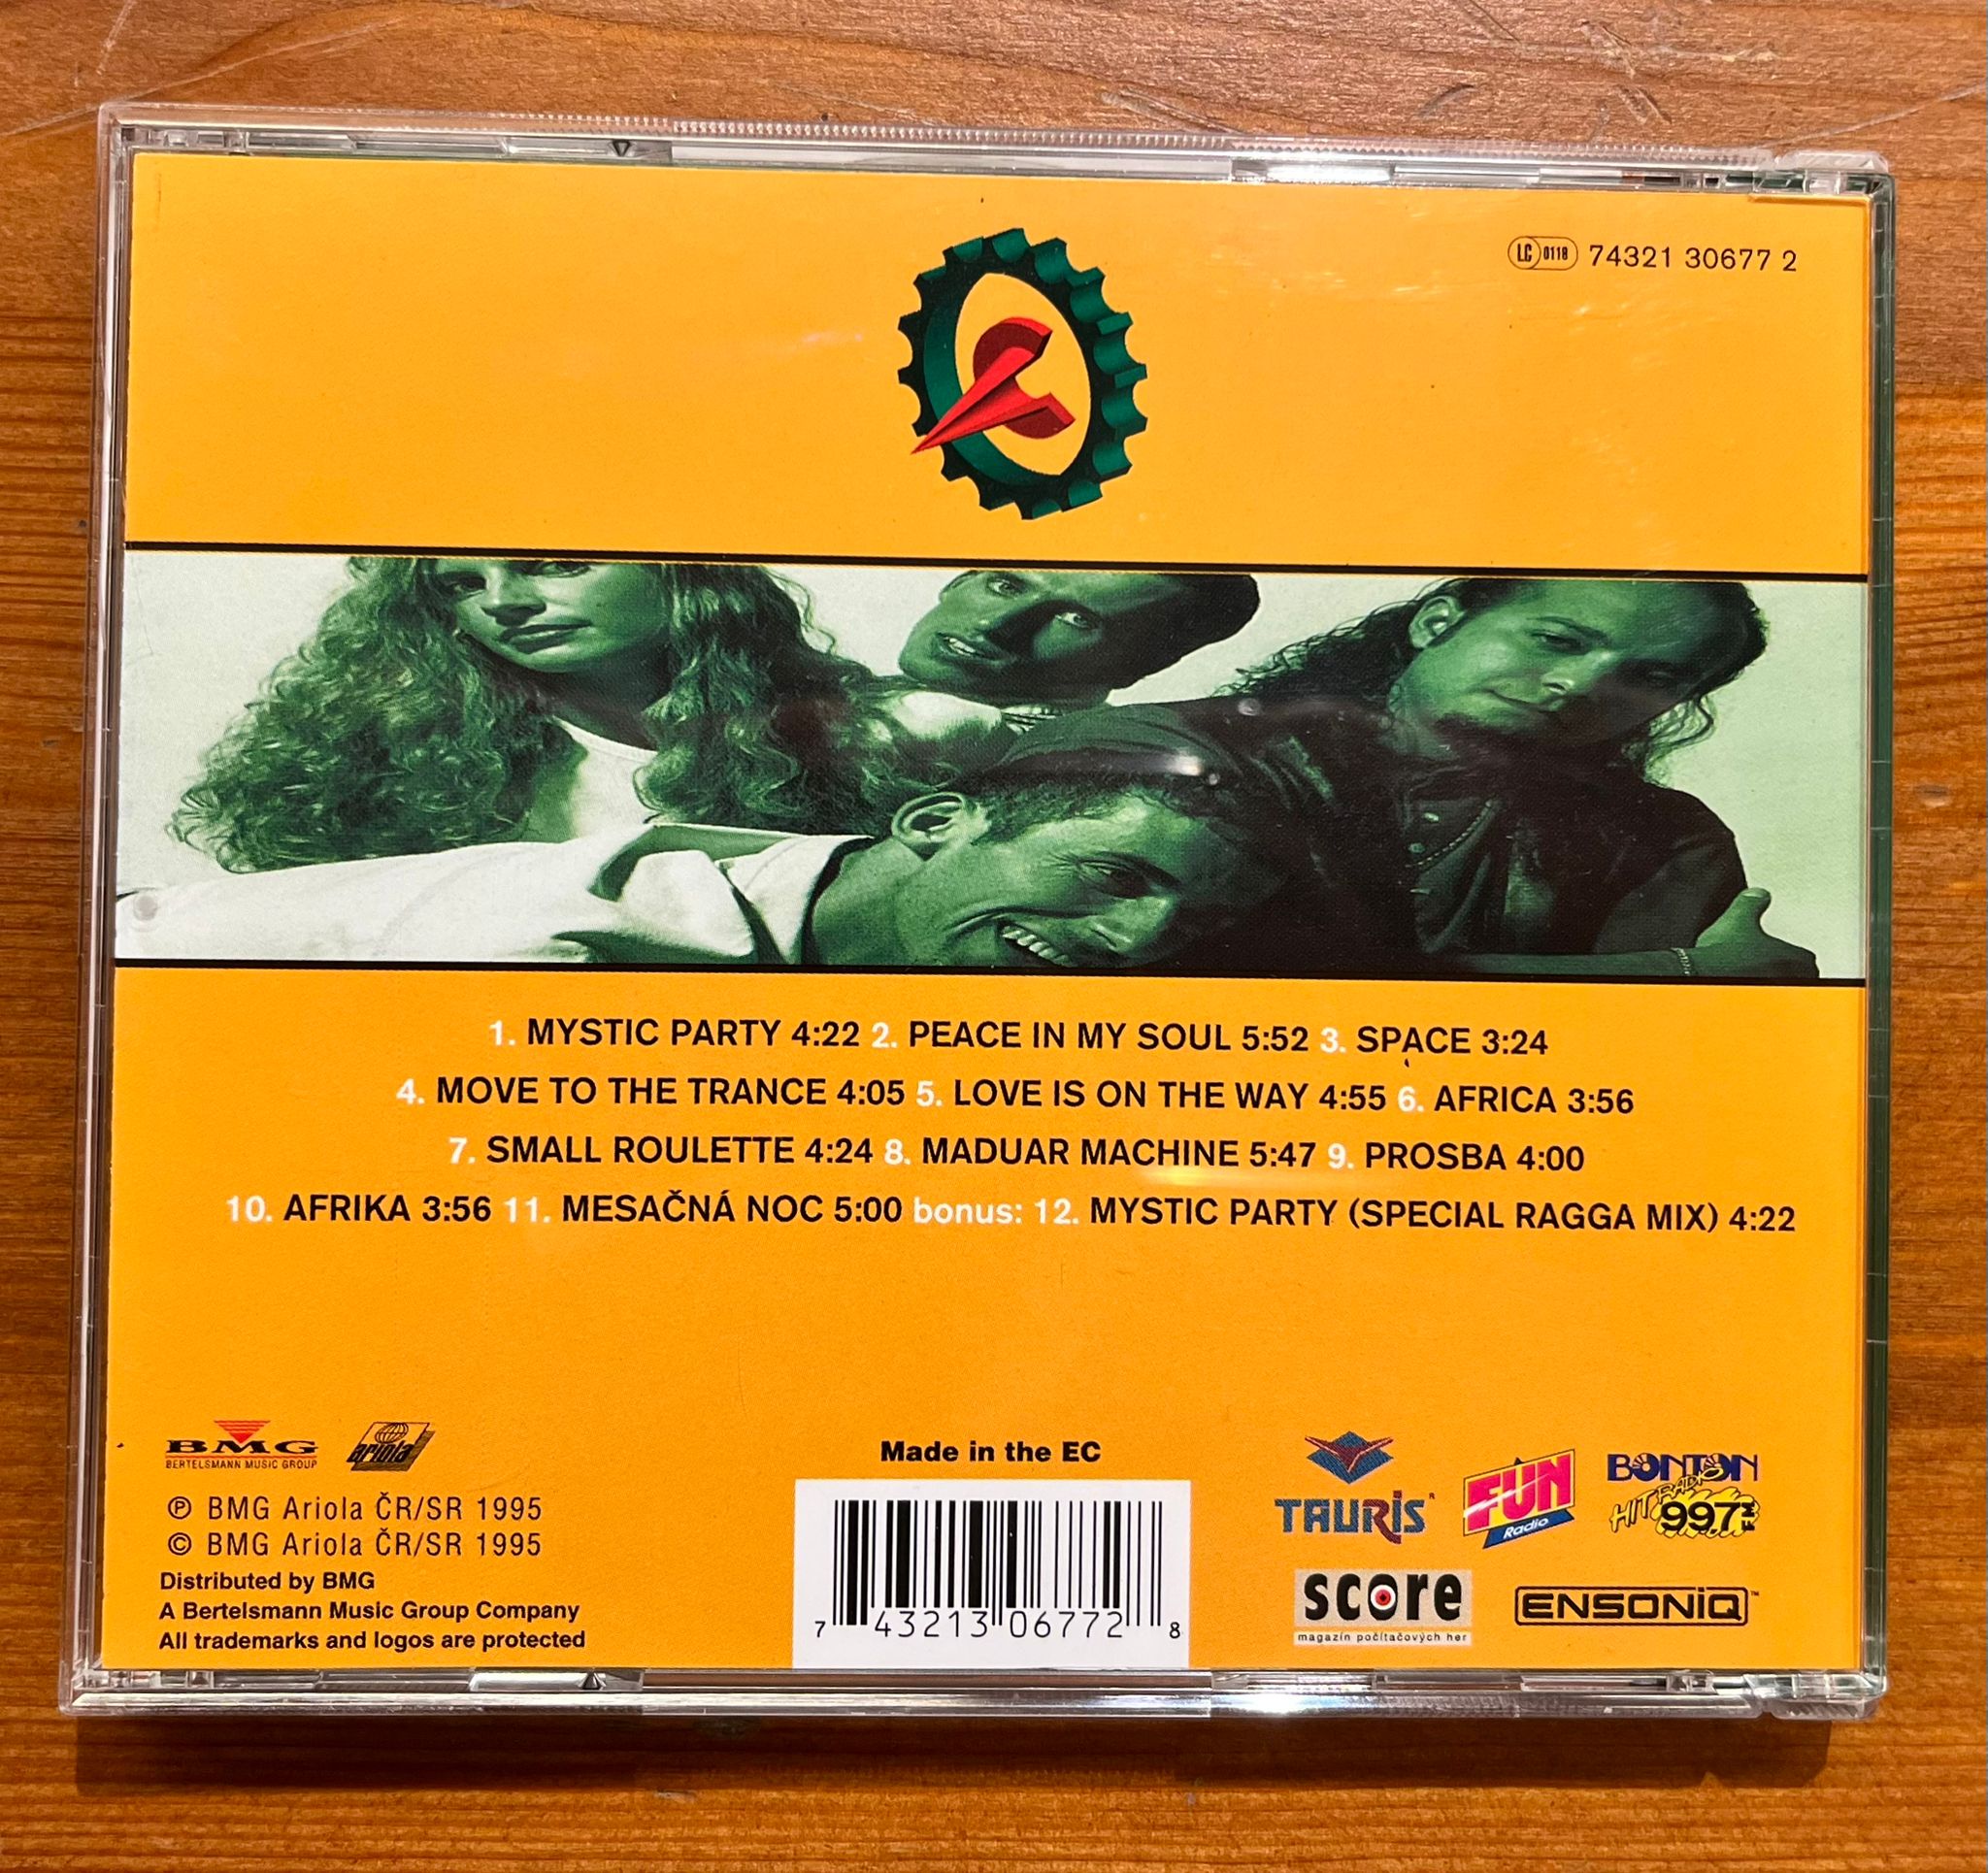 LC 0118 74321 30677 2
1. MYSTIC PARTY 4:22 2. PEACE IN MY SOUL 5:52 3. SPACE 3:24
4. MOVE TO THE TRANCE 4:05 5. LOVE IS ON THE WAY 4:55 6. AFRICA 3:56
7. SMALL ROULETTE 4:24 8. MADUAR MACHINE 5:47 9. PROSBA 4:00
10. AFRIKA 3:56 11. MESAČNÁ NOC 5:00 bonus: 12. MYSTIC PARTY (SPECIAL RAGGA MIX) 4:22
BMG
BERTELSMANN MUSIC GROUP
ariola
℗ BMG Ariola ČR/SR 1995
© BMG Ariola ČR/SR 1995
Distributed by BMG
A Bertelsmann Music Group Company
All trademarks and logos are protected
Made in the EC
7 43213 06772 8
TAURIS®
FUN
Radio
BONTON
HIT RADIO
99.7
score
magazín počítačových her
ENSONIQ™